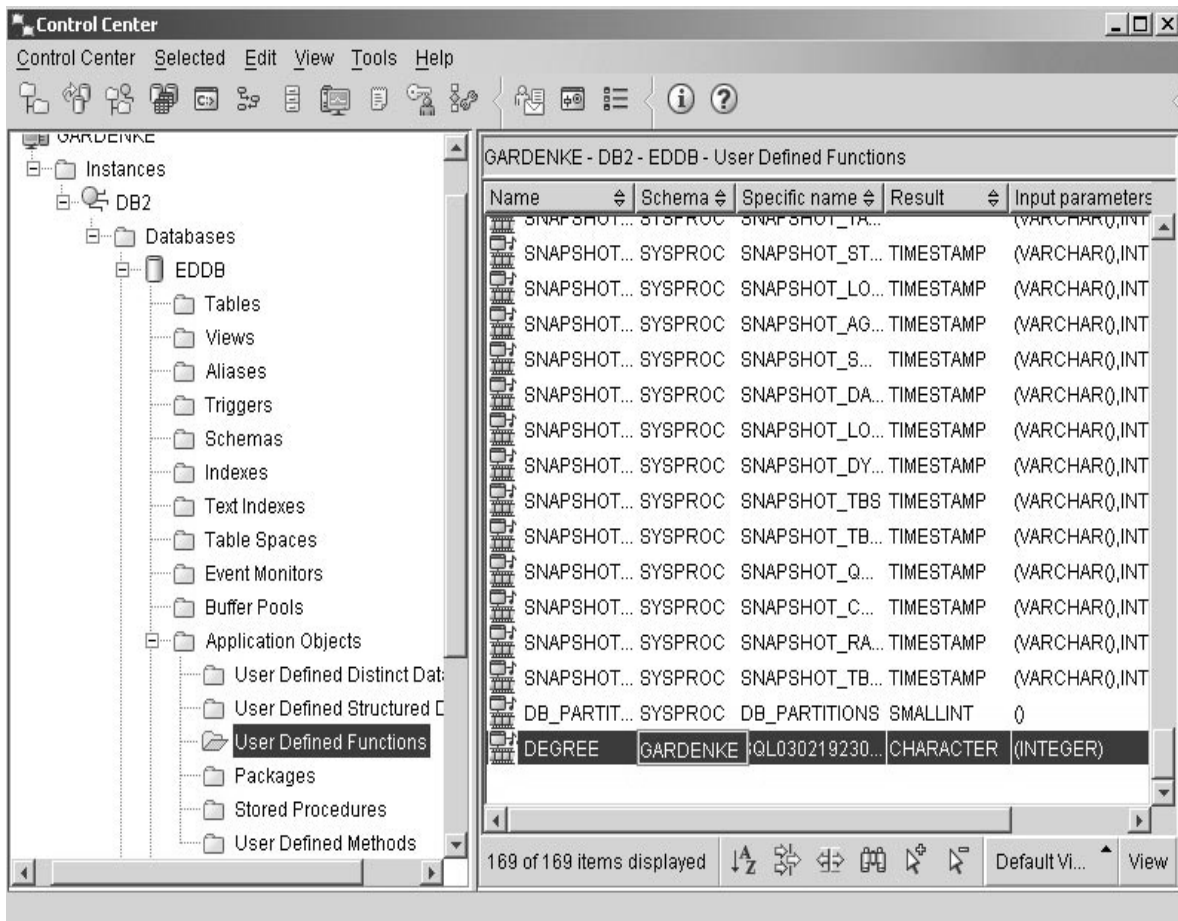 Control Center
Control Center Selected Edit View Tools Help
GARDENKE
Instances
DB2
Databases
EDDB
Tables
Views
Aliases
Triggers
Schemas
Indexes
Text Indexes
Table Spaces
Event Monitors
Buffer Pools
Application Objects
User Defined Distinct Dat
User Defined Structured D
User Defined Functions
Packages
Stored Procedures
User Defined Methods
GARDENKE - DB2 - EDDB - User Defined Functions
Name Schema Specific name Result Input parameters
SNAPSHOT... SYSPROC SNAPSHOT_TA... (VARCHAR(),INT
SNAPSHOT... SYSPROC SNAPSHOT_ST... TIMESTAMP (VARCHAR(),INT
SNAPSHOT... SYSPROC SNAPSHOT_LO... TIMESTAMP (VARCHAR(),INT
SNAPSHOT... SYSPROC SNAPSHOT_AG... TIMESTAMP (VARCHAR(),INT
SNAPSHOT... SYSPROC SNAPSHOT_S... TIMESTAMP (VARCHAR(),INT
SNAPSHOT... SYSPROC SNAPSHOT_DA... TIMESTAMP (VARCHAR(),INT
SNAPSHOT... SYSPROC SNAPSHOT_LO... TIMESTAMP (VARCHAR(),INT
SNAPSHOT... SYSPROC SNAPSHOT_DY... TIMESTAMP (VARCHAR(),INT
SNAPSHOT... SYSPROC SNAPSHOT_TBS TIMESTAMP (VARCHAR(),INT
SNAPSHOT... SYSPROC SNAPSHOT_TB... TIMESTAMP (VARCHAR(),INT
SNAPSHOT... SYSPROC SNAPSHOT_Q... TIMESTAMP (VARCHAR(),INT
SNAPSHOT... SYSPROC SNAPSHOT_C... TIMESTAMP (VARCHAR(),INT
SNAPSHOT... SYSPROC SNAPSHOT_RA... TIMESTAMP (VARCHAR(),INT
SNAPSHOT... SYSPROC SNAPSHOT_TB... TIMESTAMP (VARCHAR(),INT
DB_PARTIT... SYSPROC DB_PARTITIONS SMALLINT ()
DEGREE GARDENKE SQL030219230... CHARACTER (INTEGER)
169 of 169 items displayed Default Vi... View